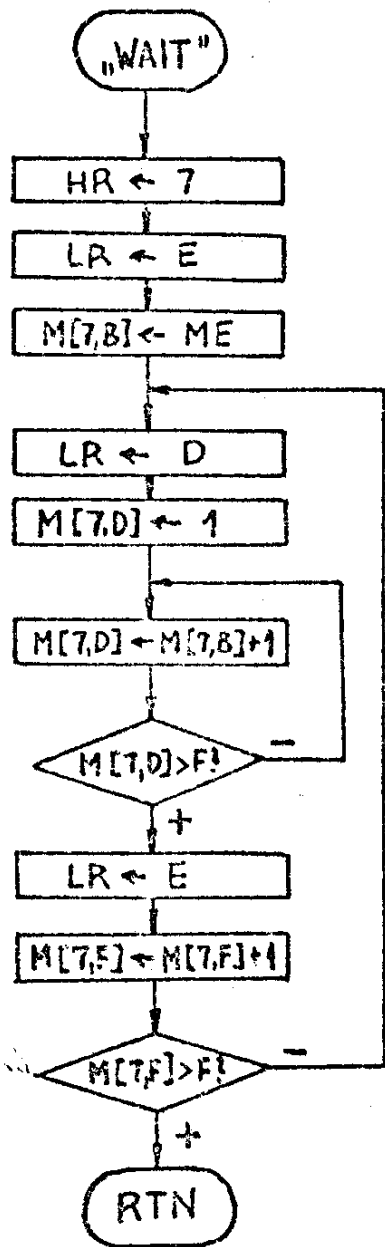 „WAIT"
HR ← 7
LR ← E
M[7,B] ← ME
LR ← D
M[7,D] ← 1
M[7,D] ← M[7,B]+1
M[7,D]>F?
−
+
LR ← E
M[7,F] ← M[7,F]+1
M[7,F]>F?
−
+
RTN